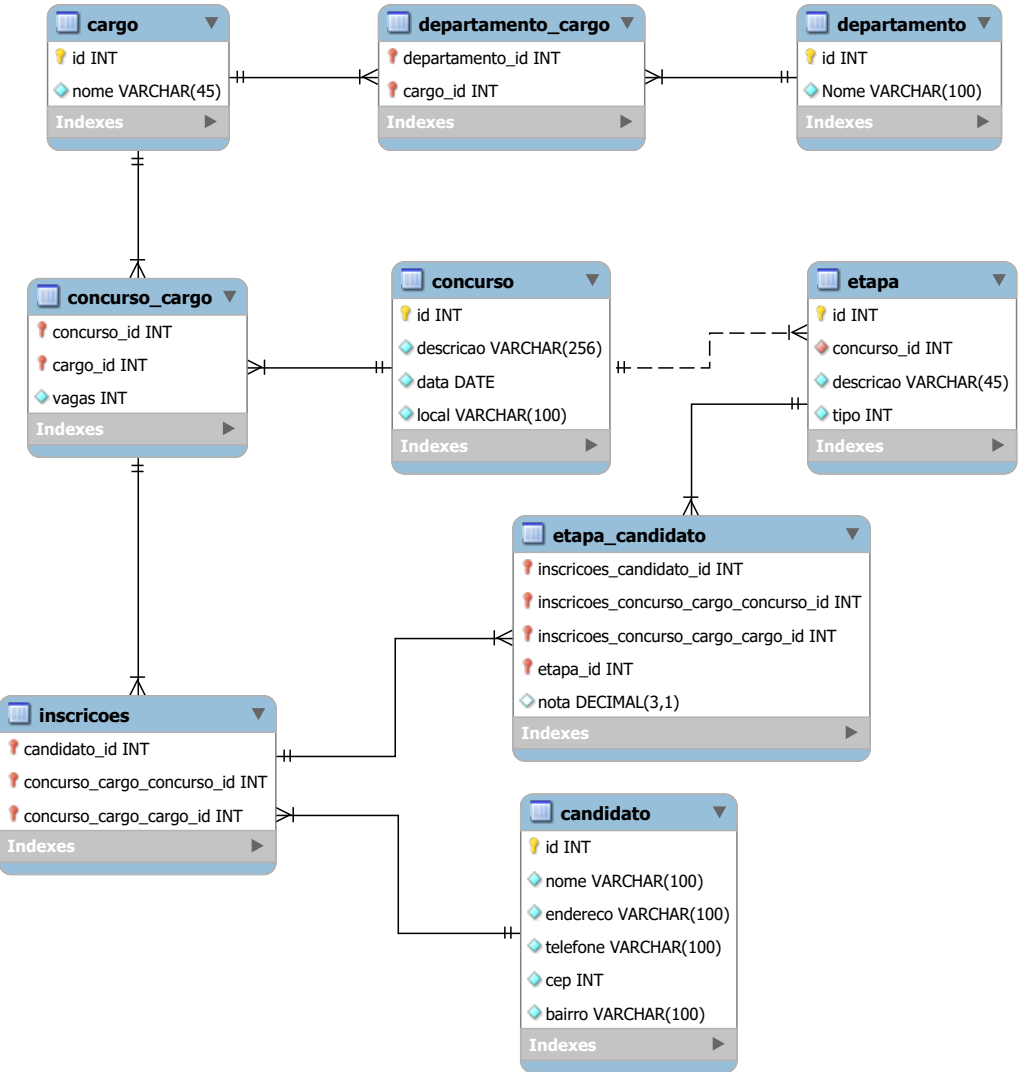 cargo
id INT
nome VARCHAR(45)
Indexes
departamento_cargo
departamento_id INT
cargo_id INT
Indexes
departamento
id INT
Nome VARCHAR(100)
Indexes
concurso_cargo
concurso_id INT
cargo_id INT
vagas INT
Indexes
concurso
id INT
descricao VARCHAR(256)
data DATE
local VARCHAR(100)
Indexes
etapa
id INT
concurso_id INT
descricao VARCHAR(45)
tipo INT
Indexes
etapa_candidato
inscricoes_candidato_id INT
inscricoes_concurso_cargo_concurso_id INT
inscricoes_concurso_cargo_cargo_id INT
etapa_id INT
nota DECIMAL(3,1)
Indexes
inscricoes
candidato_id INT
concurso_cargo_concurso_id INT
concurso_cargo_cargo_id INT
Indexes
candidato
id INT
nome VARCHAR(100)
endereco VARCHAR(100)
telefone VARCHAR(100)
cep INT
bairro VARCHAR(100)
Indexes